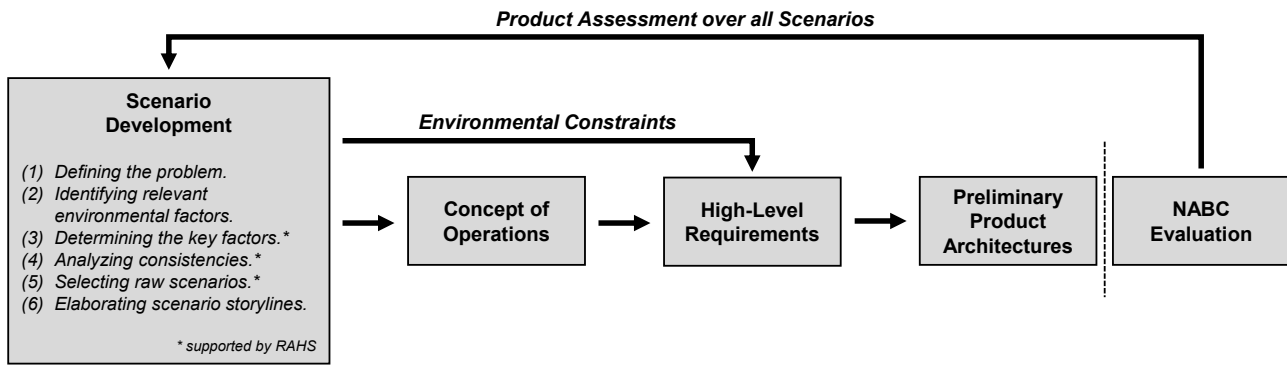 Product Assessment over all Scenarios
Scenario
Development
(1) Defining the problem.
(2) Identifying relevant
environmental factors.
(3) Determining the key factors.*
(4) Analyzing consistencies.*
(5) Selecting raw scenarios.*
(6) Elaborating scenario storylines.
* supported by RAHS
Environmental Constraints
Concept of
Operations
High-Level
Requirements
Preliminary
Product
Architectures
NABC
Evaluation